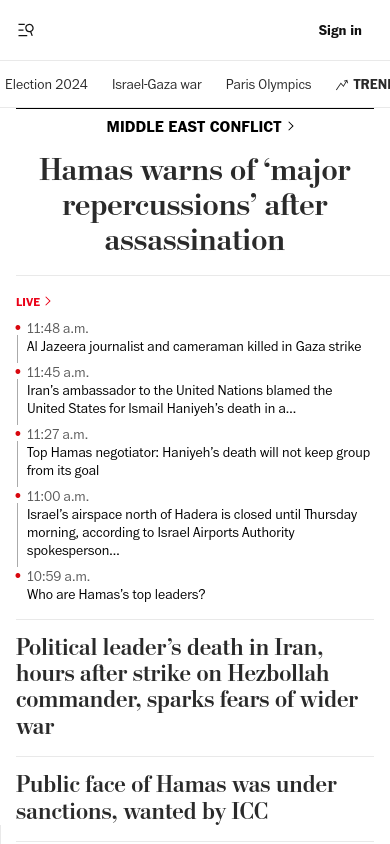 Sign in
Election 2024
Israel-Gaza war
Paris Olympics
TREN
MIDDLE EAST CONFLICT
Hamas warns of ‘major
repercussions’ after
assassination
LIVE
11:48 a.m.
Al Jazeera journalist and cameraman killed in Gaza strike
11:45 a.m.
Iran’s ambassador to the United Nations blamed the
United States for Ismail Haniyeh’s death in a...
11:27 a.m.
Top Hamas negotiator: Haniyeh’s death will not keep group
from its goal
11:00 a.m.
Israel’s airspace north of Hadera is closed until Thursday
morning, according to Israel Airports Authority
spokesperson...
10:59 a.m.
Who are Hamas’s top leaders?
Political leader’s death in Iran,
hours after strike on Hezbollah
commander, sparks fears of wider
war
Public face of Hamas was under
sanctions, wanted by ICC